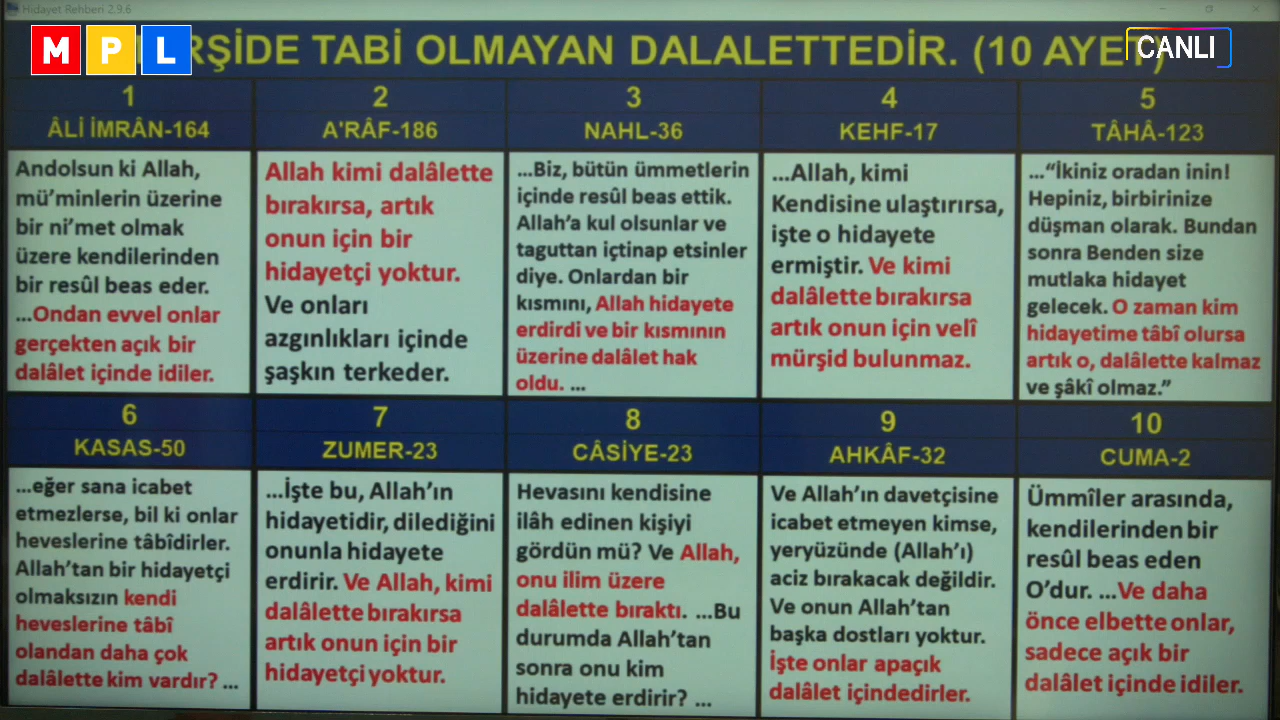 Hidayet Rehberi 2.9.6
MPL
RŞİDE TABİ OLMAYAN DALALETTEDİR. (10 AYET)
CANLI
1
ÂLİ İMRÂN-164
Andolsun ki Allah,
mü’minlerin üzerine
bir ni’met olmak
üzere kendilerinden
bir resûl beas eder.
...Ondan evvel onlar
gerçekten açık bir
dalâlet içinde idiler.
2
A'RÂF-186
Allah kimi dalâlette
bırakırsa, artık
onun için bir
hidayetçi yoktur.
Ve onları
azgınlıkları içinde
şaşkın terkeder.
3
NAHL-36
...Biz, bütün ümmetlerin
içinde resûl beas ettik.
Allah’a kul olsunlar ve
taguttan içtinap etsinler
diye. Onlardan bir
kısmını, Allah hidayete
erdirdi ve bir kısmının
üzerine dalâlet hak
oldu. ...
4
KEHF-17
...Allah, kimi
Kendisine ulaştırırsa,
işte o hidayete
ermiştir. Ve kimi
dalâlette bırakırsa
artık onun için velî
mürşid bulunmaz.
5
TÂHÂ-123
...“İkiniz oradan inin!
Hepiniz, birbirinize
düşman olarak. Bundan
sonra Benden size
mutlaka hidayet
gelecek. O zaman kim
hidayetime tâbî olursa
artık o, dalâlette kalmaz
ve şâkî olmaz.”
6
KASAS-50
...eğer sana icabet
etmezlerse, bil ki onlar
heveslerine tâbîdirler.
Allah’tan bir hidayetçi
olmaksızın kendi
heveslerine tâbî
olandan daha çok
dalâlette kim vardır? ...
7
ZUMER-23
...İşte bu, Allah’ın
hidayetidir, dilediğini
onunla hidayete
erdirir. Ve Allah, kimi
dalâlette bırakırsa
artık onun için bir
hidayetçi yoktur.
8
CÂSİYE-23
Hevasını kendisine
ilâh edinen kişiyi
gördün mü? Ve Allah,
onu ilim üzere
dalâlette bıraktı. ...Bu
durumda Allah’tan
sonra onu kim
hidayete erdirir? ...
9
AHKÂF-32
Ve Allah’ın davetçisine
icabet etmeyen kimse,
yeryüzünde (Allah’ı)
aciz bırakacak değildir.
Ve onun Allah’tan
başka dostları yoktur.
İşte onlar apaçık
dalâlet içindedirler.
10
CUMA-2
Ümmîler arasında,
kendilerinden bir
resûl beas eden
O’dur. ...Ve daha
önce elbette onlar,
sadece açık bir
dalâlet içinde idiler.